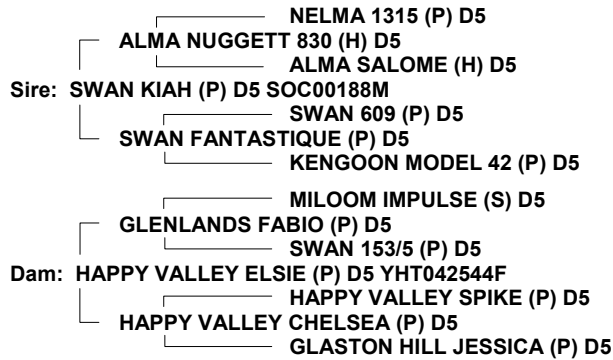 NELMA 1315 (P) D5
ALMA NUGGETT 830 (H) D5
ALMA SALOME (H) D5
Sire: SWAN KIAH (P) D5 SOC00188M
SWAN 609 (P) D5
SWAN FANTASTIQUE (P) D5
KENGOON MODEL 42 (P) D5
MILOOM IMPULSE (S) D5
GLENLANDS FABIO (P) D5
SWAN 153/5 (P) D5
Dam: HAPPY VALLEY ELSIE (P) D5 YHT042544F
HAPPY VALLEY SPIKE (P) D5
HAPPY VALLEY CHELSEA (P) D5
GLASTON HILL JESSICA (P) D5